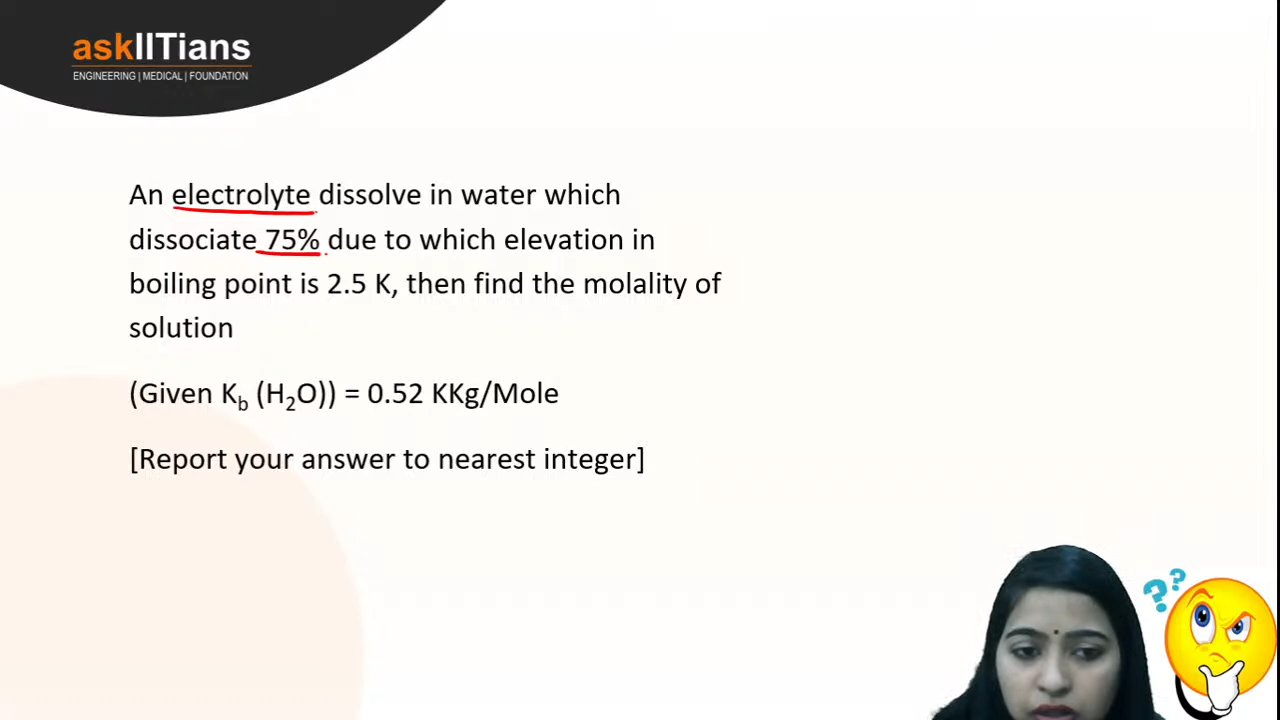 askIITians
ENGINEERING | MEDICAL | FOUNDATION
An electrolyte dissolve in water which
dissociate 75% due to which elevation in
boiling point is 2.5 K, then find the molality of
solution
(Given K_b (H₂O)) = 0.52 KKg/Mole
[Report your answer to nearest integer]
? ?